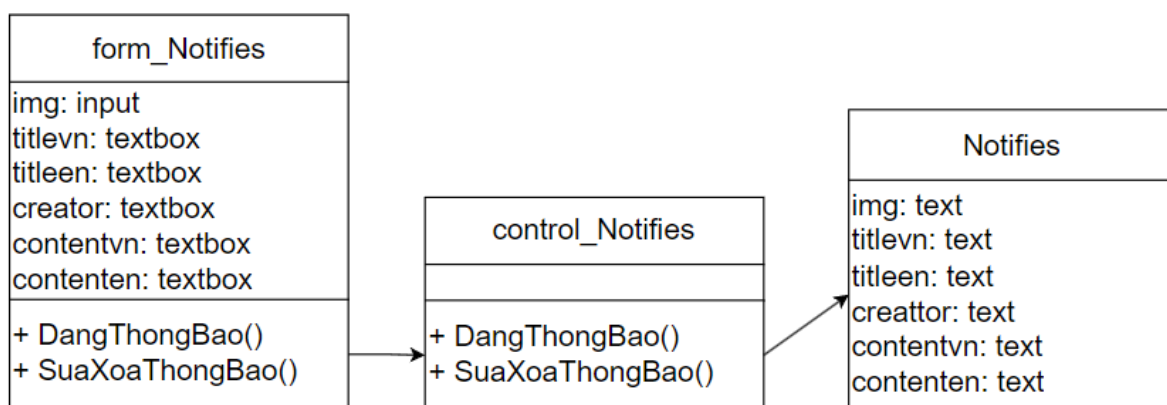 form_Notifies
img: input
titlevn: textbox
titleen: textbox
creator: textbox
contentvn: textbox
contenten: textbox
+ DangThongBao()
+ SuaXoaThongBao()
control_Notifies
+ DangThongBao()
+ SuaXoaThongBao()
Notifies
img: text
titlevn: text
titleen: text
creattor: text
contentvn: text
contenten: text